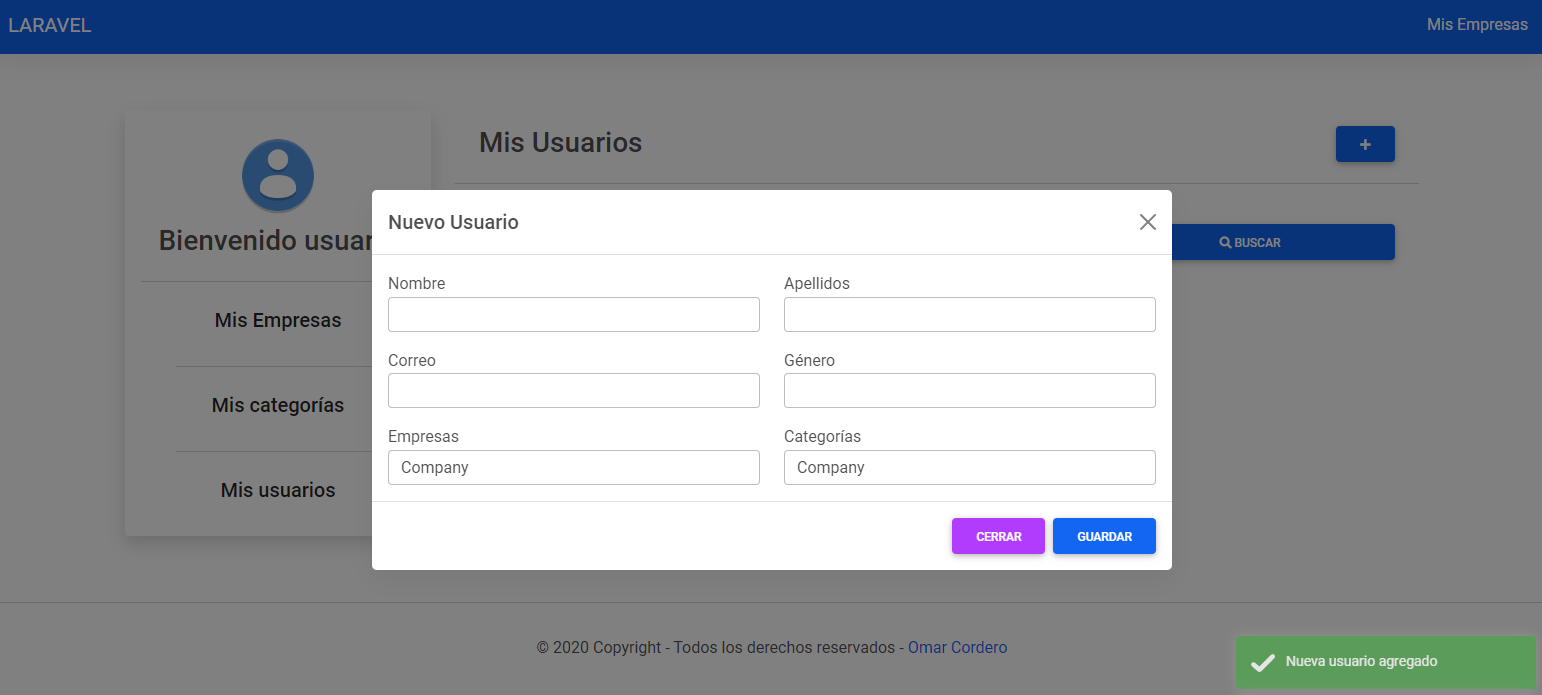 LARAVEL
Mis Empresas
Bienvenido usuar
Mis Empresas
Mis categorías
Mis usuarios
Mis Usuarios
+
BUSCAR
Nuevo Usuario
Nombre
Apellidos
Correo
Género
Empresas
Categorías
Company
Company
CERRAR
GUARDAR
© 2020 Copyright - Todos los derechos reservados - Omar Cordero
Nueva usuario agregado